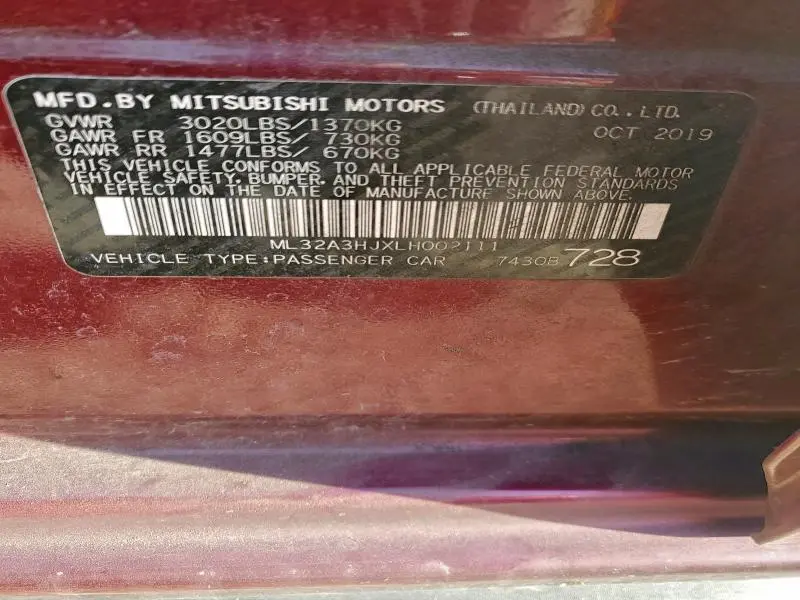 MFD.BY MITSUBISHI MOTORS (THAILAND)CO.,LTD.
GVWR 3020LBS/1370KG OCT 2019
GAWR FR 1609LBS/ 730KG
GAWR RR 1477LBS/ 670KG
THIS VEHICLE CONFORMS TO ALL APPLICABLE FEDERAL MOTOR
VEHICLE SAFETY,BUMPER,AND THEFT PREVENTION STANDARDS
IN EFFECT ON THE DATE OF MANUFACTURE SHOWN ABOVE.
ML32A3HJXLH002111
VEHICLE TYPE:PASSENGER CAR 7430B 728